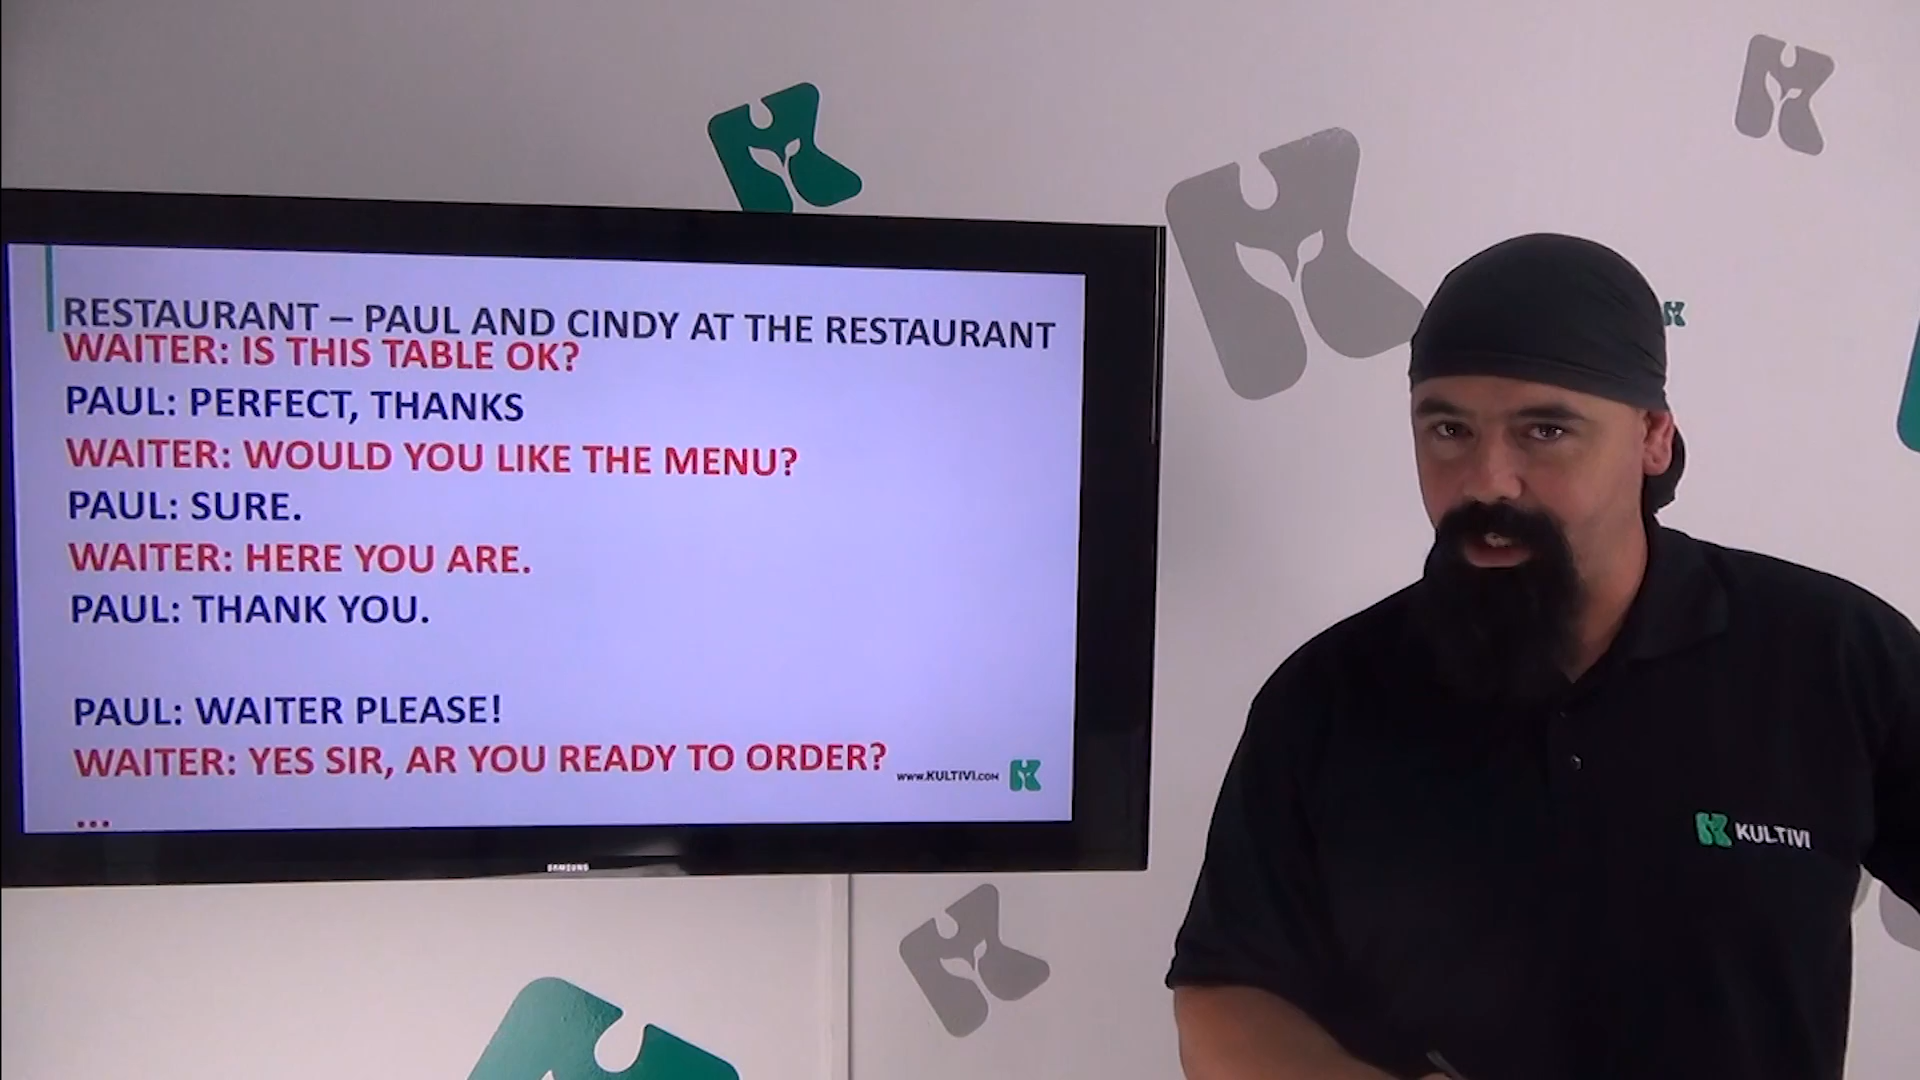 RESTAURANT – PAUL AND CINDY AT THE RESTAURANT
WAITER: IS THIS TABLE OK?
PAUL: PERFECT, THANKS
WAITER: WOULD YOU LIKE THE MENU?
PAUL: SURE.
WAITER: HERE YOU ARE.
PAUL: THANK YOU.
PAUL: WAITER PLEASE!
WAITER: YES SIR, AR YOU READY TO ORDER?
...
WWW.KULTIVI.COM
SAMSUNG
KULTIVI